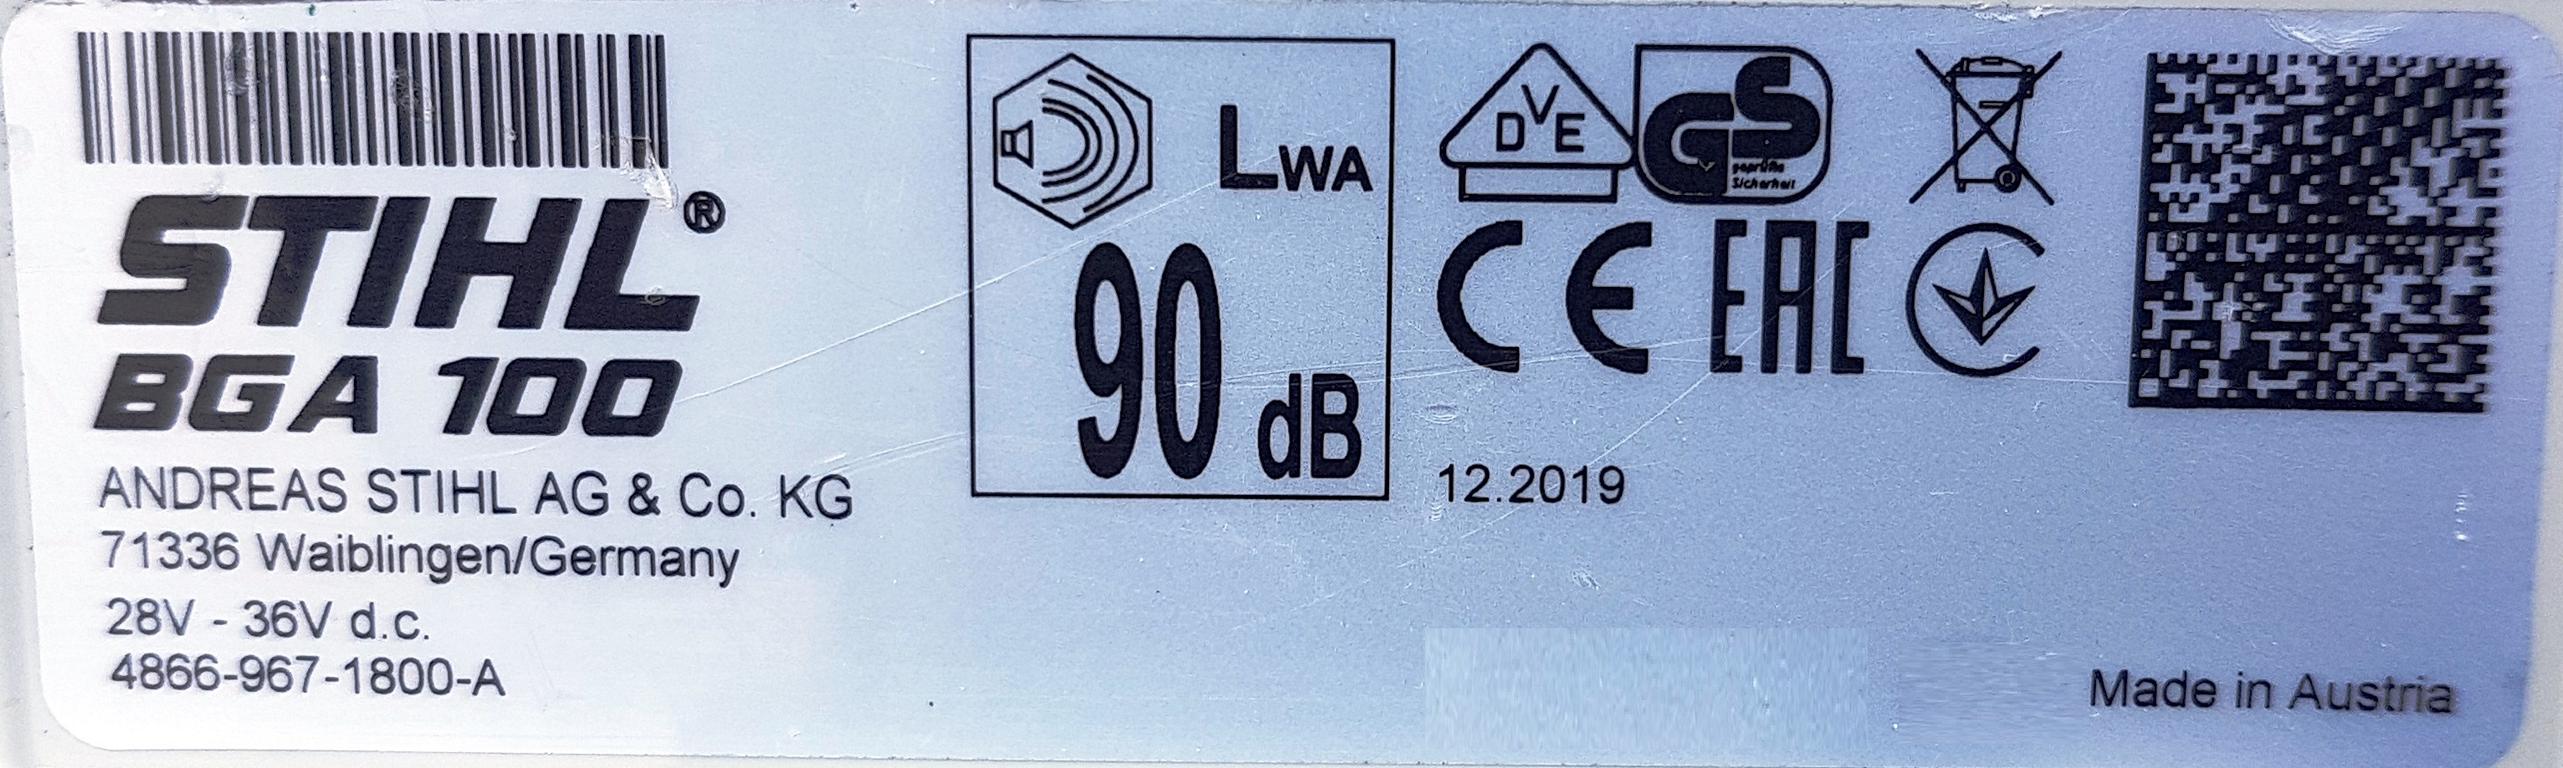 STIHL®
BGA 100
ANDREAS STIHL AG & Co. KG
71336 Waiblingen/Germany
28V - 36V d.c.
4866-967-1800-A
LWA
90 dB
DVE
GS
geprüfte
Sicherheit
CE EAC
12.2019
Made in Austria